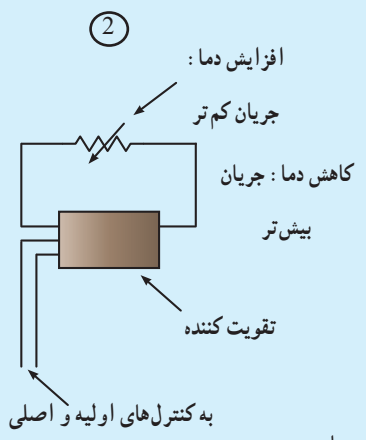 2
افزایش دما :
جریان کم‌تر
کاهش دما : جریان
بیش‌تر
تقویت کننده
به کنترل‌های اولیه و اصلی